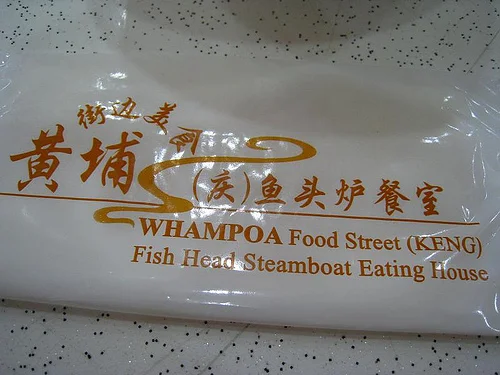 街边美食
黄埔
(庆)鱼头炉餐室
WHAMPOA Food Street (KENG)
Fish Head Steamboat Eating House